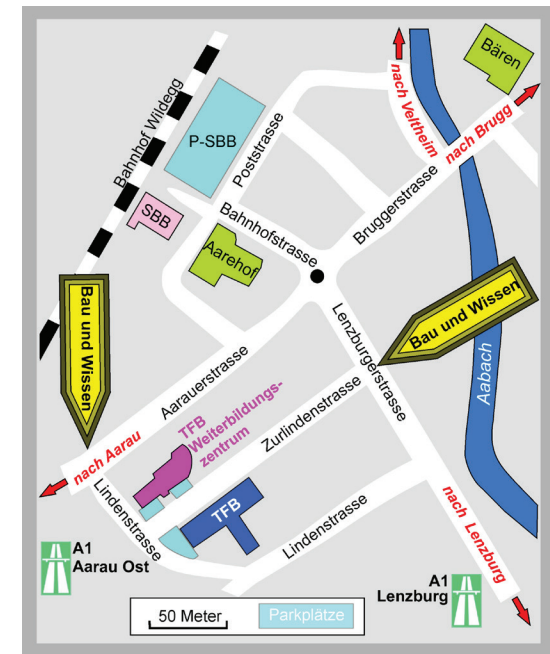 Bären
nach Veltheim
nach Brugg
Bahnhof Wildegg
P-SBB
Poststrasse
SBB
Bahnhofstrasse
Bruggerstrasse
Aarehof
Bau und Wissen
Bau und Wissen
Lenzburgerstrasse
Aabach
Aarauerstrasse
TFB
Weiterbildungs-
zentrum
Zurlindenstrasse
nach Aarau
Lindenstrasse
TFB
Lindenstrasse
nach Lenzburg
A1
Aarau Ost
A1
Lenzburg
50 Meter
Parkplätze